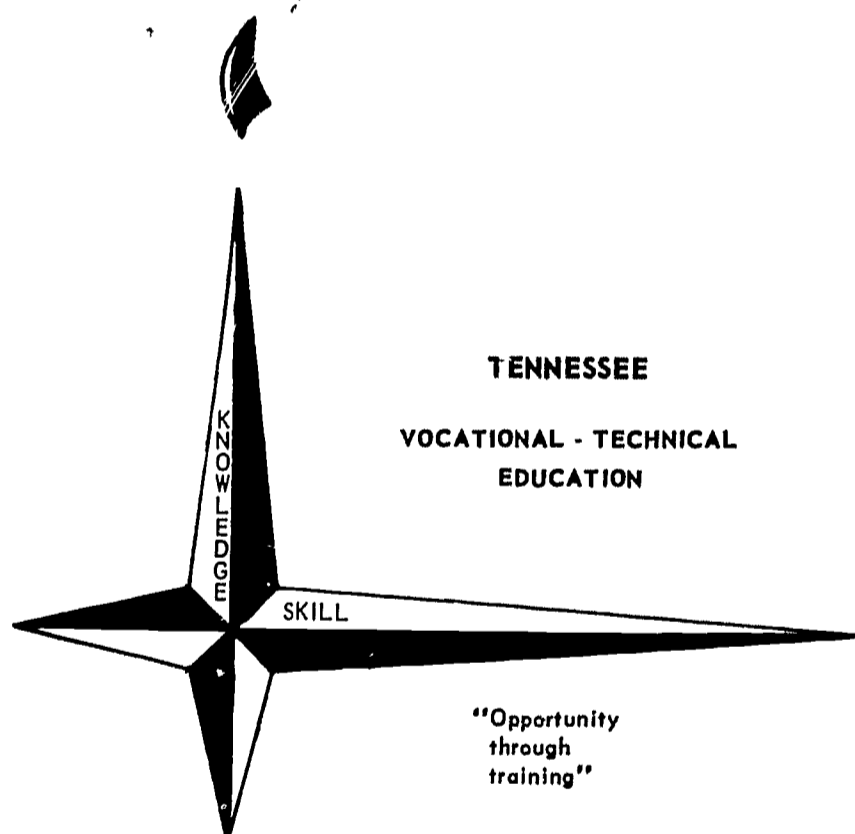 TENNESSEE
VOCATIONAL - TECHNICAL
EDUCATION
KNOWLEDGE
SKILL
"Opportunity
through
training"